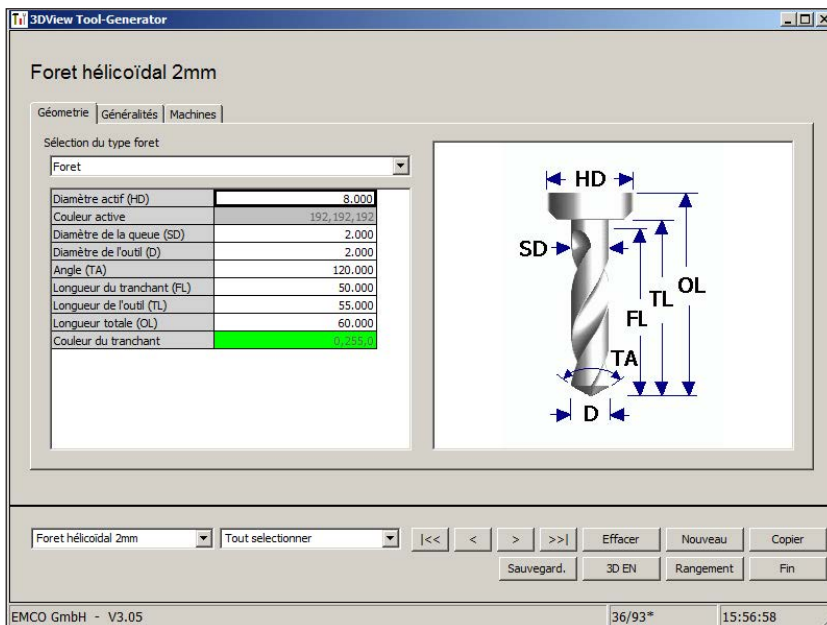 3DView Tool-Generator
Foret hélicoïdal 2mm
Géometrie Généralités Machines
Sélection du type foret
Foret
Diamètre actif (HD) 8.000
Couleur active 192,192,192
Diamètre de la queue (SD) 2.000
Diamètre de l'outil (D) 2.000
Angle (TA) 120.000
Longueur du tranchant (FL) 50.000
Longueur de l'outil (TL) 55.000
Longueur totale (OL) 60.000
Couleur du tranchant 0,255,0
HD
SD
OL
TL
FL
TA
D
Foret hélicoïdal 2mm Tout selectionner |<< < > >>| Effacer Nouveau Copier
Sauvegard. 3D EN Rangement Fin
EMCO GmbH - V3.05 36/93* 15:56:58